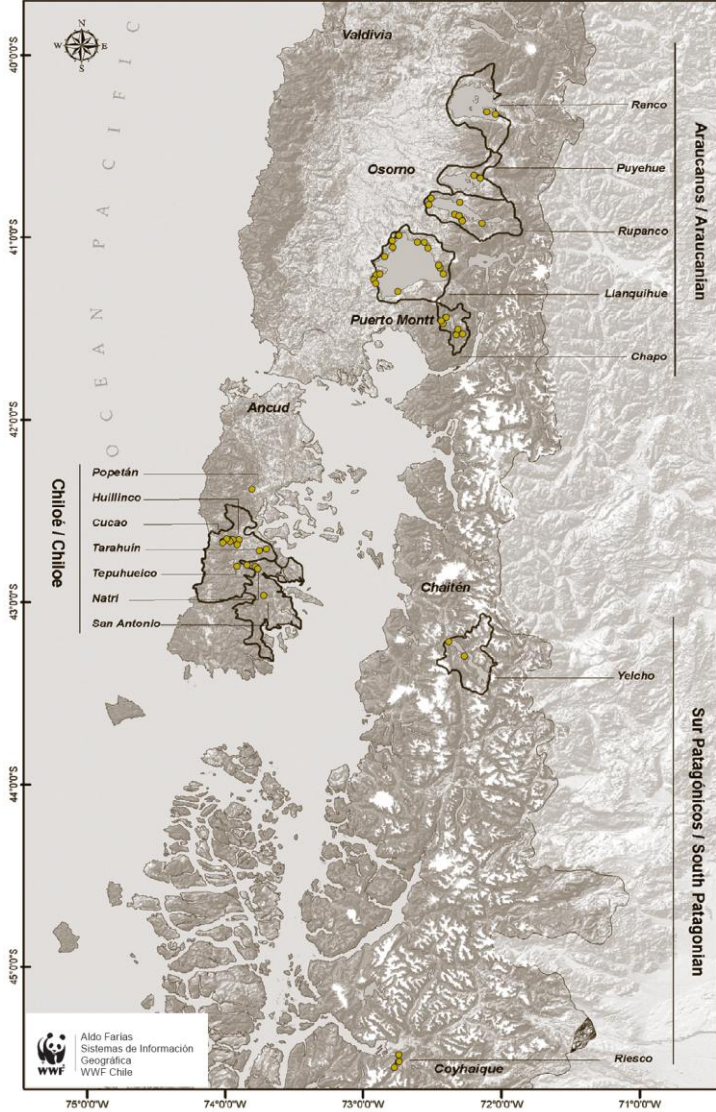 40°0'0"S
41°0'0"S
42°0'0"S
43°0'0"S
44°0'0"S
45°0'0"S
75°0'0"W
74°0'0"W
73°0'0"W
72°0'0"W
71°0'0"W
N
E
S
W
OCEAN PACIFIC
Valdivia
Osorno
Puerto Montt
Ancud
Chaitén
Coyhaique
Araucanos / Araucanian
Ranco
Puyehue
Rupanco
Llanquihue
Chapo
Chiloé / Chiloe
Popetán
Huillinco
Cucao
Tarahuin
Tepuhueico
Natri
San Antonio
Sur Patagónicos / South Patagonian
Yelcho
Riesco
WWF
Aldo Farías
Sistemas de Información
Geográfica
WWF Chile